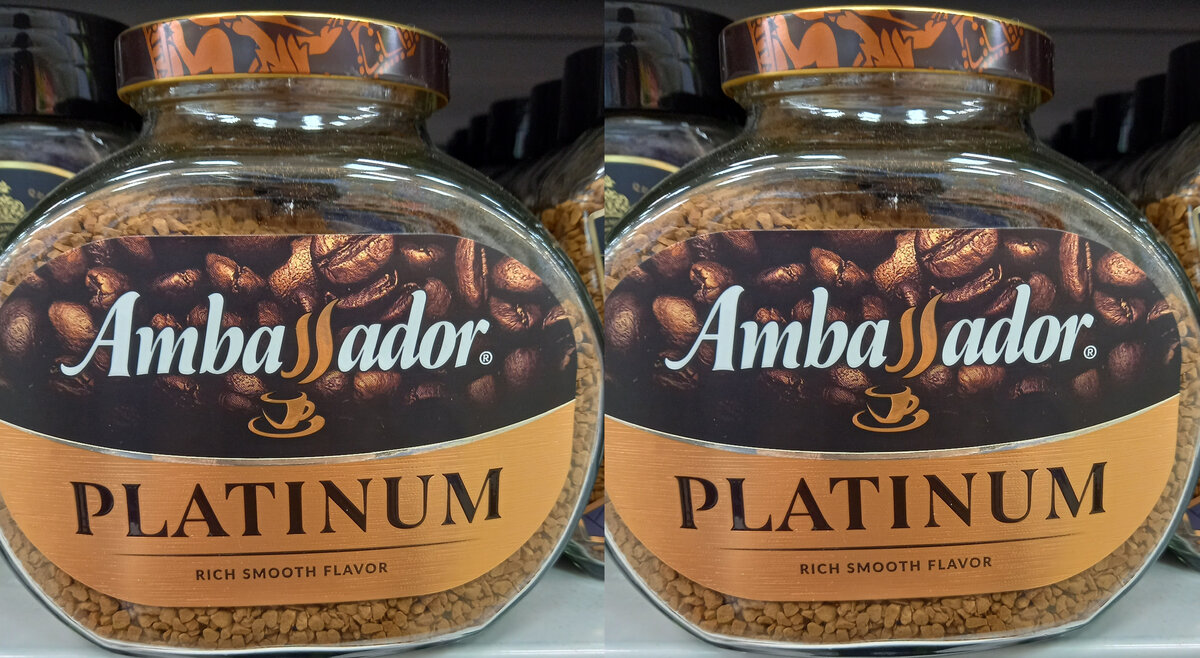 Ambassador®
PLATINUM
RICH SMOOTH FLAVOR
Ambassador®
PLATINUM
RICH SMOOTH FLAVOR